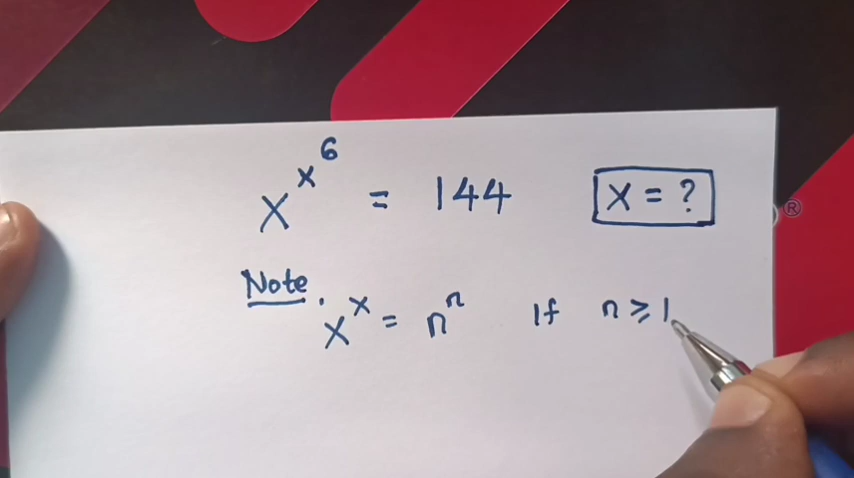 x^{x^6} = 144 x = ?
®
Note.
x^x = n^n If n ≥ 1